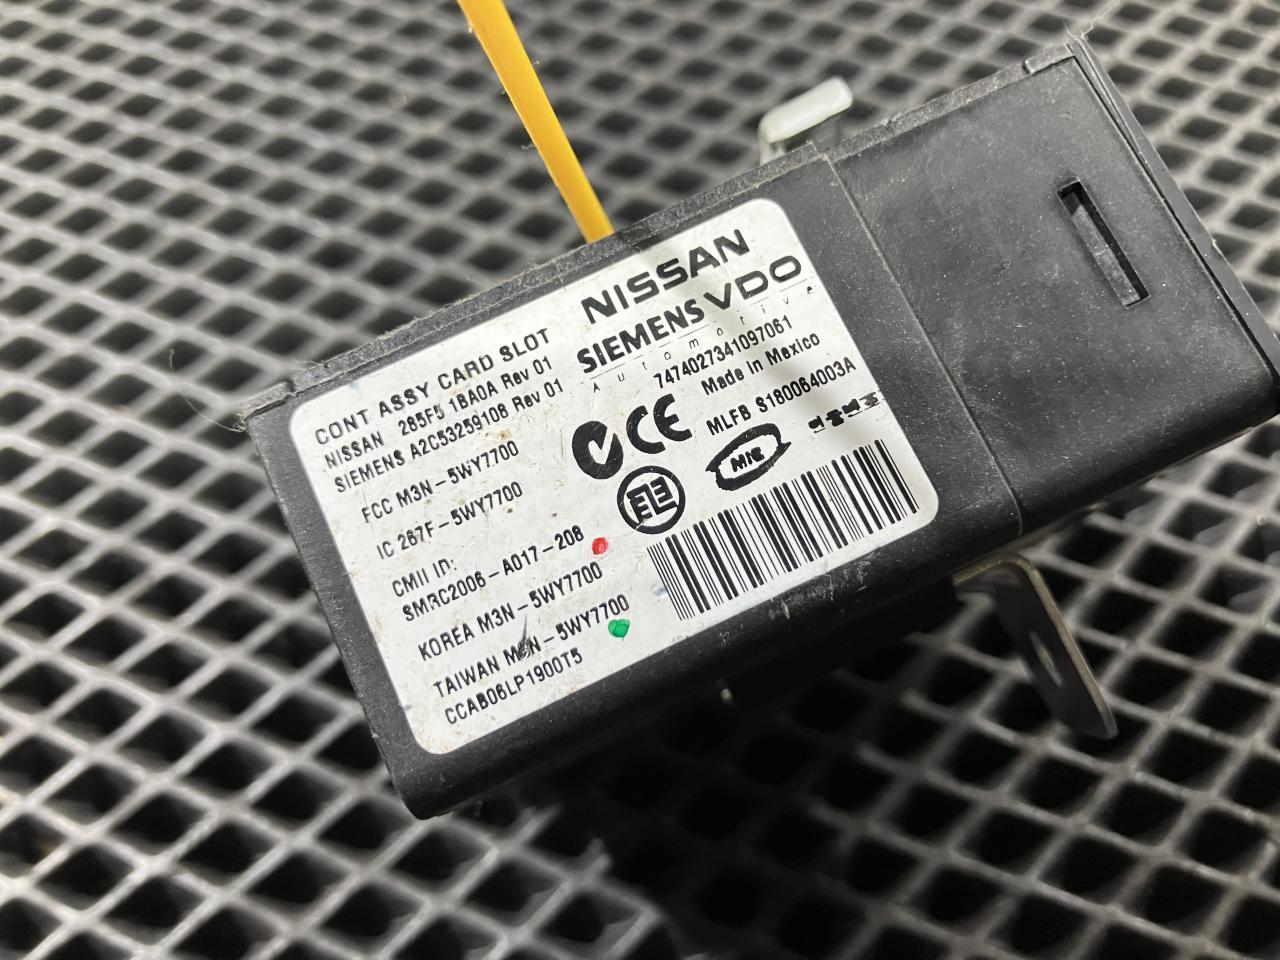 CONT ASSY CARD SLOT
NISSAN 285F5 1BA0A Rev 01
SIEMENS A2C53259108 Rev 01
FCC M3N-5WY7700
IC 267F-5WY7700
CMII ID:
SMRC2006-A017-208
KOREA M3N-5WY7700
TAIWAN M3N-5WY7700
CCAB06LP1900T5
NISSAN
SIEMENS VDO
Automotive
7474027341097061
Made in Mexico
CE
MLFB S180064003A
MIC